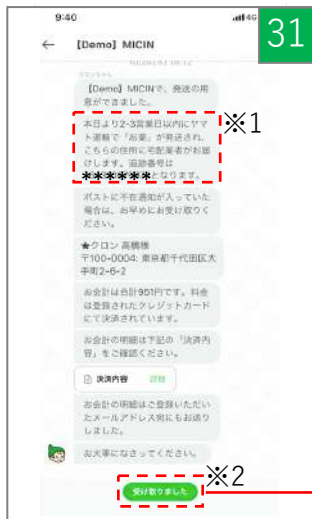 9:40
4G
31
← [Demo] MICIN
【Demo】MICINで、発送の用
意ができました。
本日より2-3営業日以内にヤマ
ト運輸で「お薬」が発送され、
こちらの住所に宅配業者がお届
けします。追跡番号は
******となります。
※1
ポストに不在通知が入っていた
場合は、お早めにお受け取りく
ださい。
★クロン 高橋様
〒100-0004: 東京都千代田区大
手町2-6-2
お会計は合計951円です。料金
は登録されたクレジットカード
にて決済されています。
お会計の明細は下記の「決済内
容」をご確認ください。
決済内容 詳細
お会計の明細はご登録いただい
たメールアドレス宛にもお送り
しました。
お大事になさってください。
※2
受け取りました